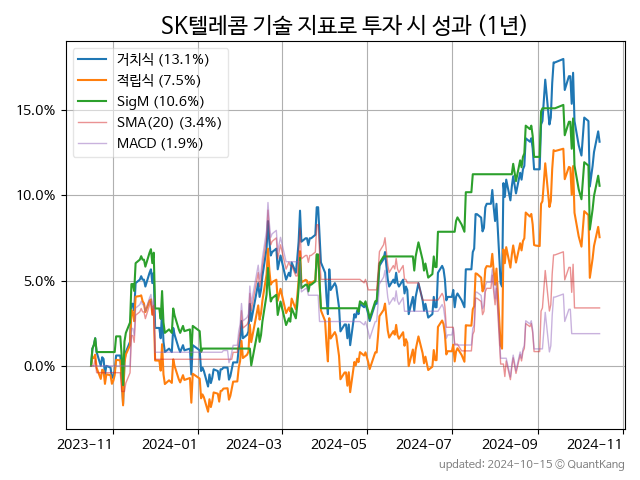 SK텔레콤 기술 지표로 투자 시 성과 (1년)
거치식 (13.1%)
적립식 (7.5%)
SigM (10.6%)
SMA(20) (3.4%)
MACD (1.9%)
15.0%
10.0%
5.0%
0.0%
2023-11 2024-01 2024-03 2024-05 2024-07 2024-09 2024-11
updated: 2024-10-15 © QuantKang